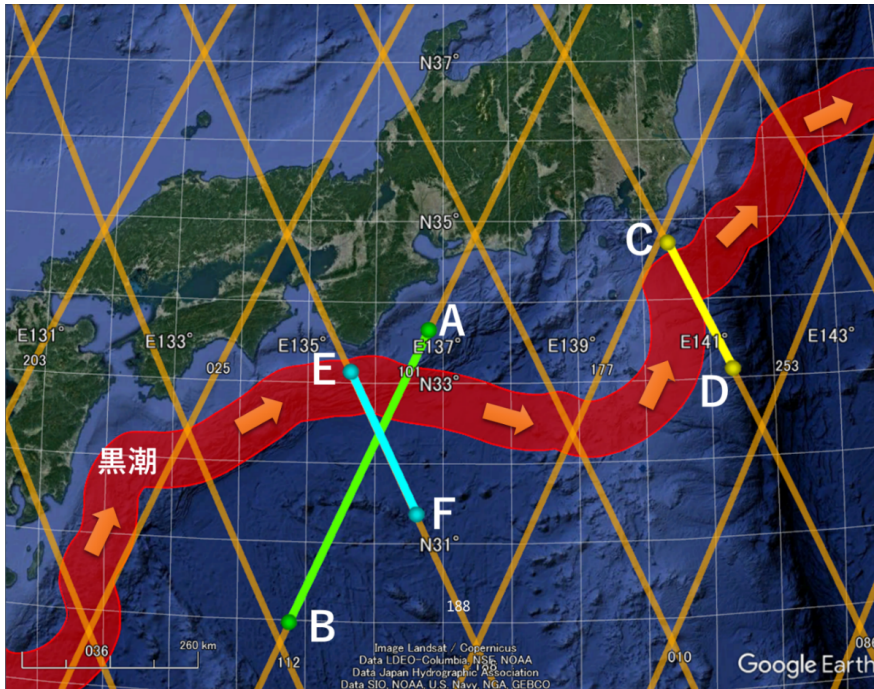 N37°
N35°
C
A
E131°
E133°
E135°
E137°
E139°
E141°
E143°
203
025
E
101
N33°
177
253
D
黒潮
F
N31°
188
B
260 km
036
112
Image Landsat / Copernicus
Data LDEO-Columbia, NSF, NOAA
Data Japan Hydrographic Association
Data SIO, NOAA, U.S. Navy, NGA, GEBCO
010
086
Google Earth